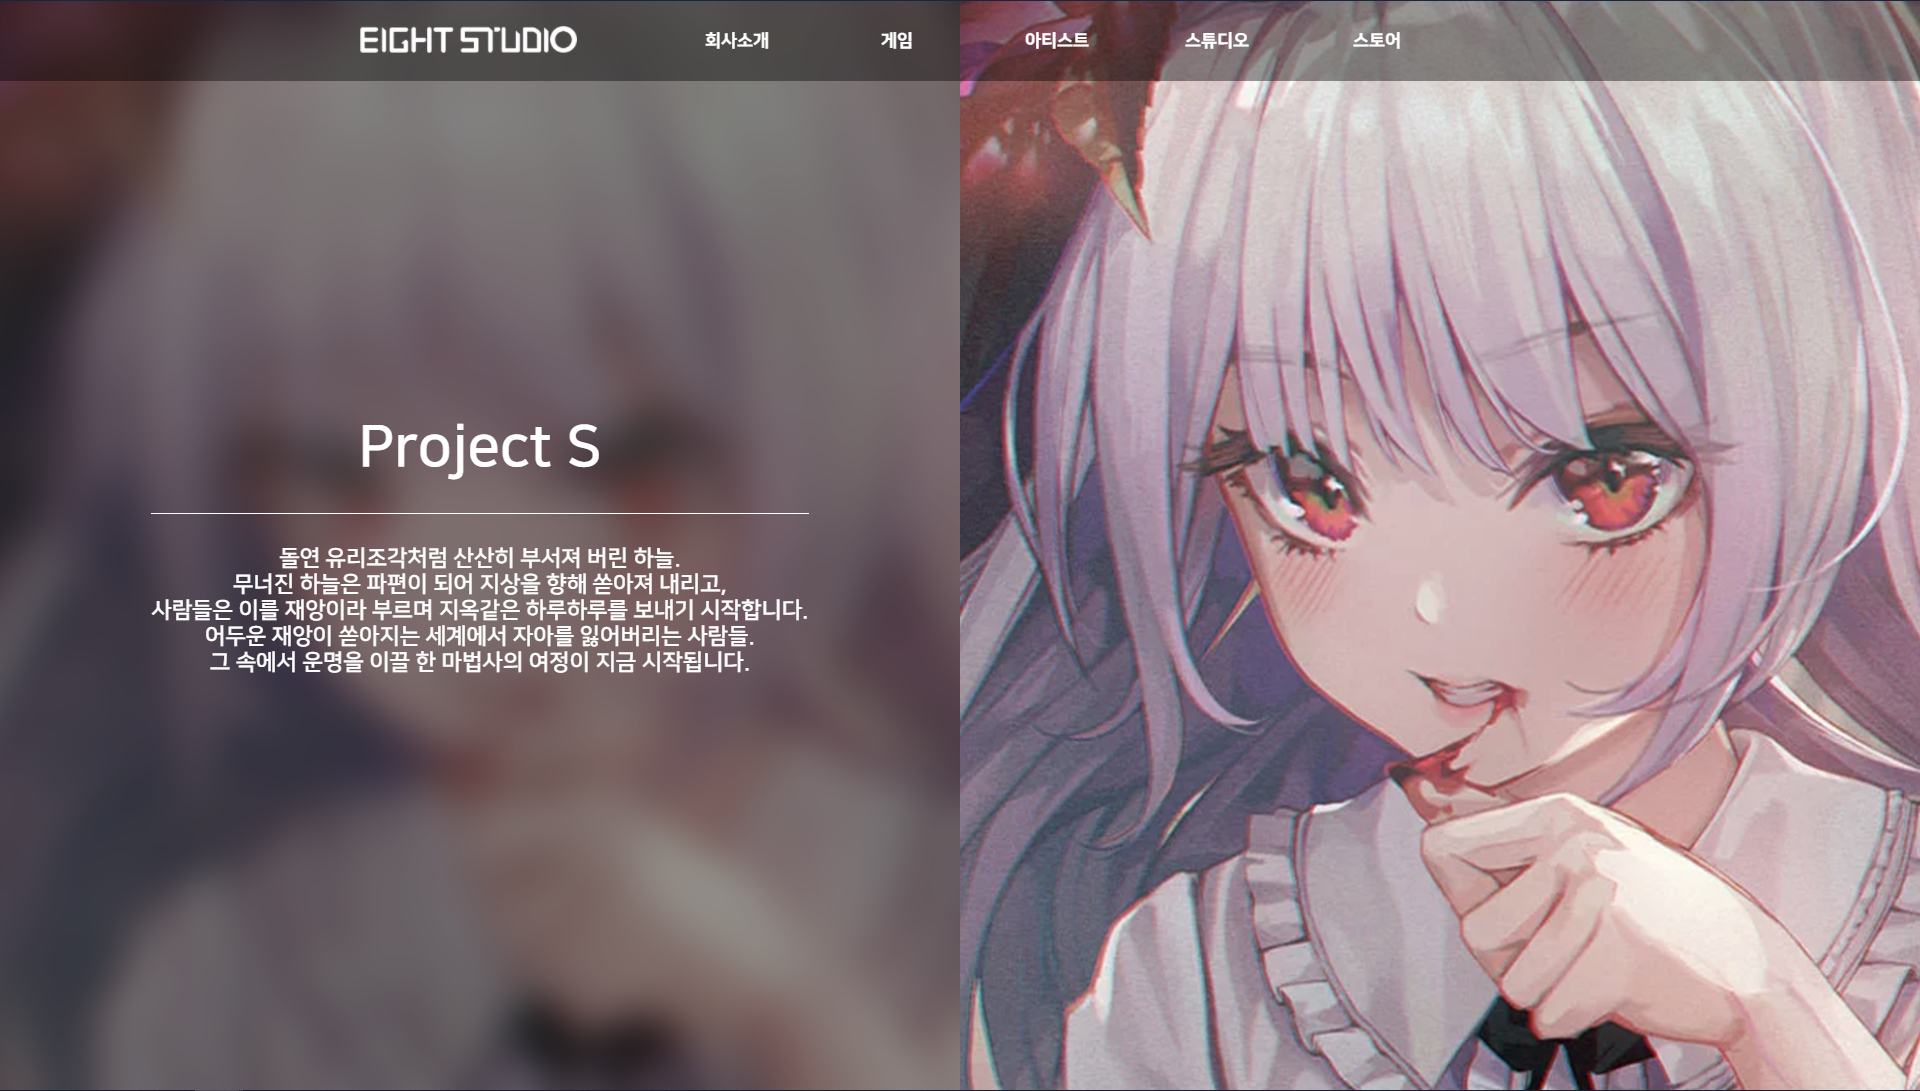 EIGHT STUDIO
회사소개
게임
아티스트
스튜디오
스토어
Project S
돌연 유리조각처럼 산산히 부서져 버린 하늘.
무너진 하늘은 파편이 되어 지상을 향해 쏟아져 내리고,
사람들은 이를 재앙이라 부르며 지옥같은 하루하루를 보내기 시작합니다.
어두운 재앙이 쏟아지는 세계에서 자아를 잃어버리는 사람들.
그 속에서 운명을 이끌 한 마법사의 여정이 지금 시작됩니다.